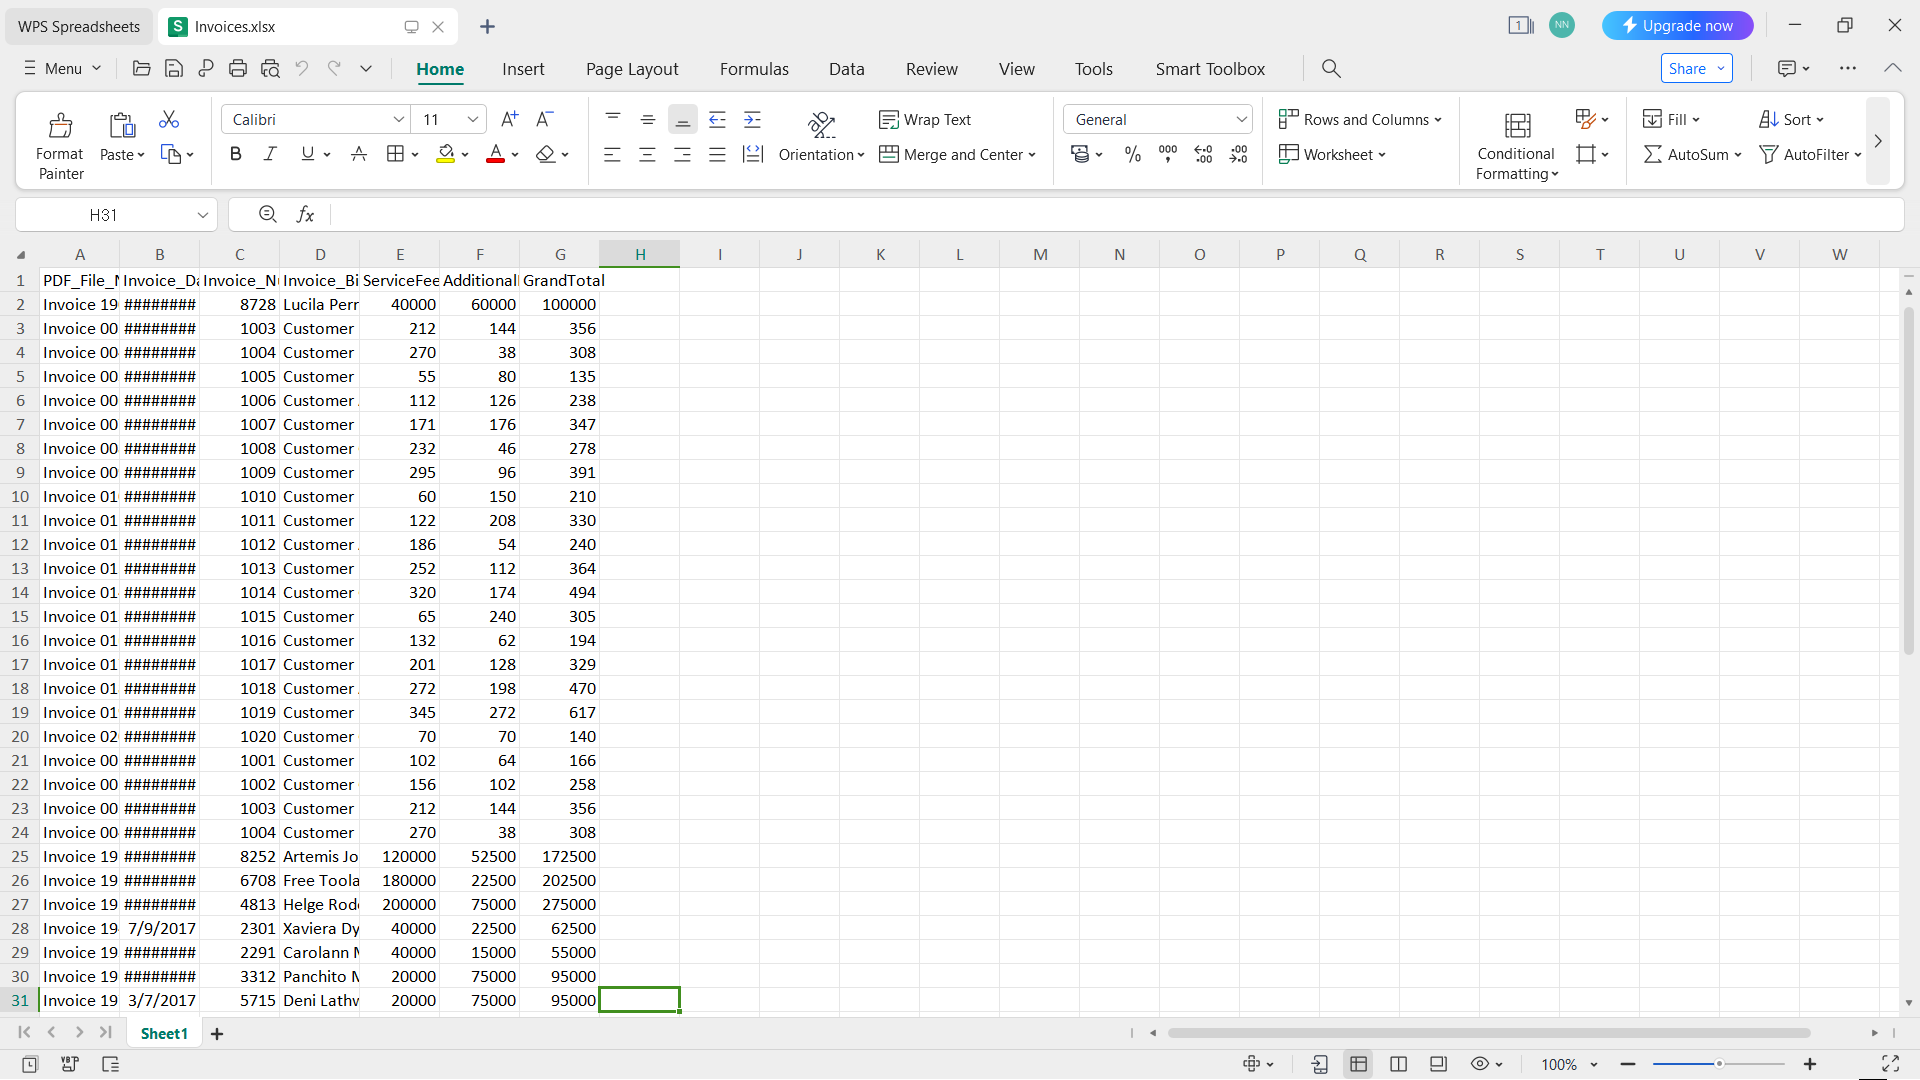 WPS Spreadsheets Invoices.xlsx 1 NN Upgrade now
Menu Home Insert Page Layout Formulas Data Review View Tools Smart Toolbox Share
Format Painter Paste Calibri 11 A+ A- B I U A A Orientation Wrap Text Merge and Center General % 000 Rows and Columns Worksheet Conditional Formatting Fill Sort AutoSum AutoFilter
H31 fx
A B C D E F G H I J K L M N O P Q R S T U V W
1 PDF_File_N Invoice_Da Invoice_Nu Invoice_Bi ServiceFee Additional GrandTotal
2 Invoice 19 ######## 8728 Lucila Perr 40000 60000 100000
3 Invoice 00 ######## 1003 Customer 212 144 356
4 Invoice 00 ######## 1004 Customer 270 38 308
5 Invoice 00 ######## 1005 Customer 55 80 135
6 Invoice 00 ######## 1006 Customer 112 126 238
7 Invoice 00 ######## 1007 Customer 171 176 347
8 Invoice 00 ######## 1008 Customer 232 46 278
9 Invoice 00 ######## 1009 Customer 295 96 391
10 Invoice 01 ######## 1010 Customer 60 150 210
11 Invoice 01 ######## 1011 Customer 122 208 330
12 Invoice 01 ######## 1012 Customer 186 54 240
13 Invoice 01 ######## 1013 Customer 252 112 364
14 Invoice 01 ######## 1014 Customer 320 174 494
15 Invoice 01 ######## 1015 Customer 65 240 305
16 Invoice 01 ######## 1016 Customer 132 62 194
17 Invoice 01 ######## 1017 Customer 201 128 329
18 Invoice 01 ######## 1018 Customer 272 198 470
19 Invoice 01 ######## 1019 Customer 345 272 617
20 Invoice 02 ######## 1020 Customer 70 70 140
21 Invoice 00 ######## 1001 Customer 102 64 166
22 Invoice 00 ######## 1002 Customer 156 102 258
23 Invoice 00 ######## 1003 Customer 212 144 356
24 Invoice 00 ######## 1004 Customer 270 38 308
25 Invoice 19 ######## 8252 Artemis Jo 120000 52500 172500
26 Invoice 19 ######## 6708 Free Toola 180000 22500 202500
27 Invoice 19 ######## 4813 Helge Rod 200000 75000 275000
28 Invoice 19 7/9/2017 2301 Xaviera Dy 40000 22500 62500
29 Invoice 19 ######## 2291 Carolann M 40000 15000 55000
30 Invoice 19 ######## 3312 Panchito M 20000 75000 95000
31 Invoice 19 3/7/2017 5715 Deni Lathw 20000 75000 95000
Sheet1
100%